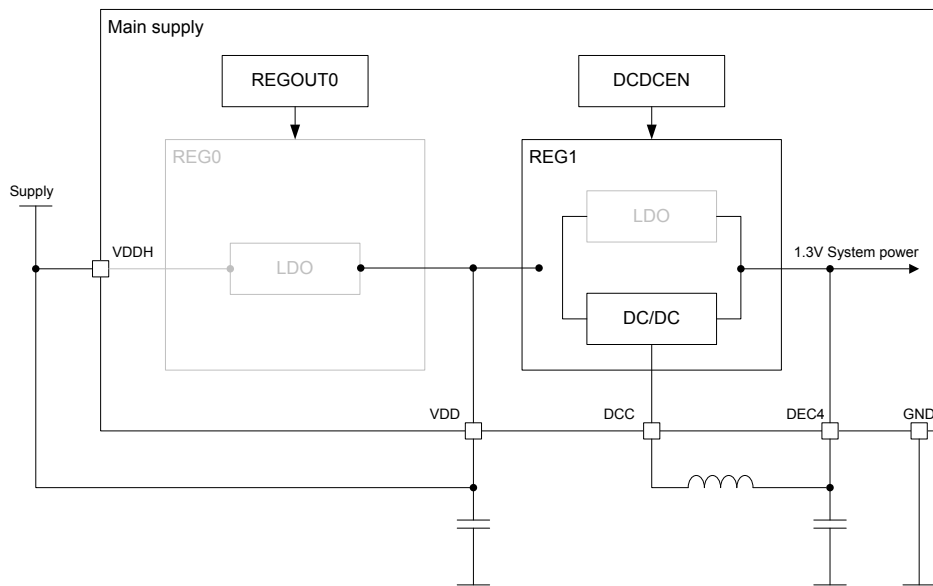 Main supply
REGOUT0
DCDCEN
REG0
REG1
Supply
LDO
VDDH
LDO
1.3V System power
DC/DC
VDD
DCC
DEC4
GND